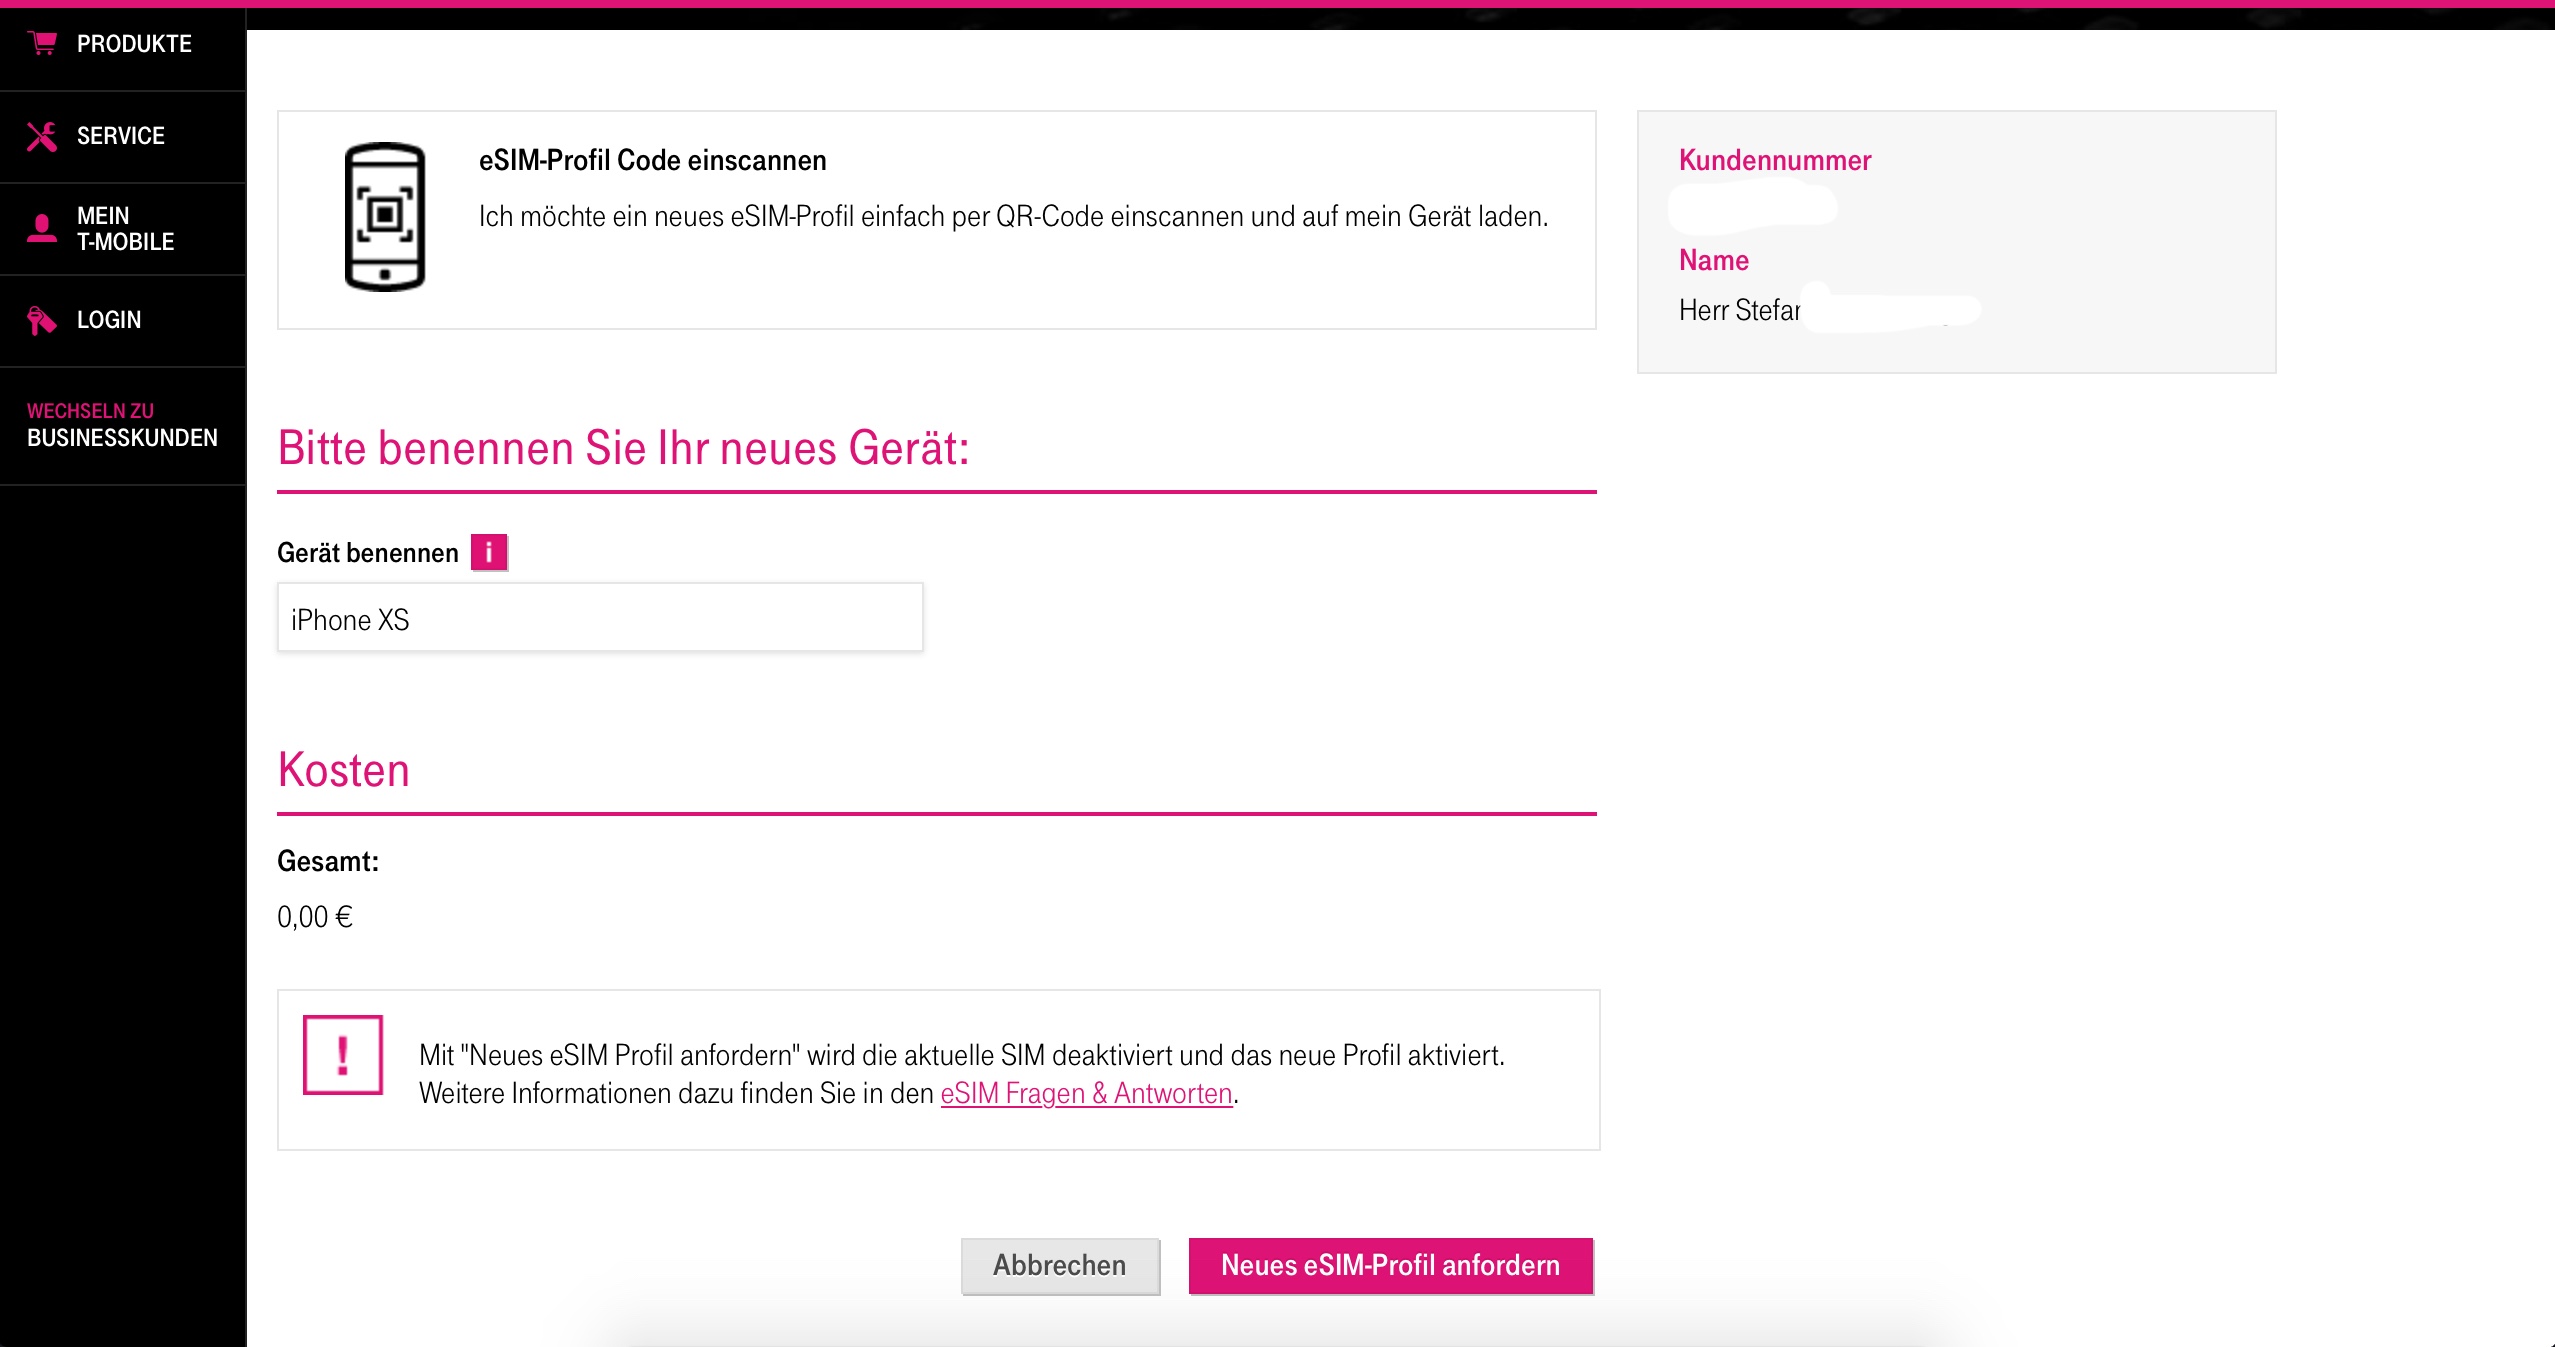 PRODUKTE
SERVICE
MEIN
T-MOBILE
LOGIN
WECHSELN ZU
BUSINESSKUNDEN
eSIM-Profil Code einscannen
Ich möchte ein neues eSIM-Profil einfach per QR-Code einscannen und auf mein Gerät laden.
Kundennummer
Name
Herr
Bitte benennen Sie Ihr neues Gerät:
Gerät benennen i
iPhone XS
Kosten
Gesamt:
0,00 €
!
Mit "Neues eSIM Profil anfordern" wird die aktuelle SIM deaktiviert und das neue Profil aktiviert.
Weitere Informationen dazu finden Sie in den eSIM Fragen & Antworten.
Abbrechen
Neues eSIM-Profil anfordern